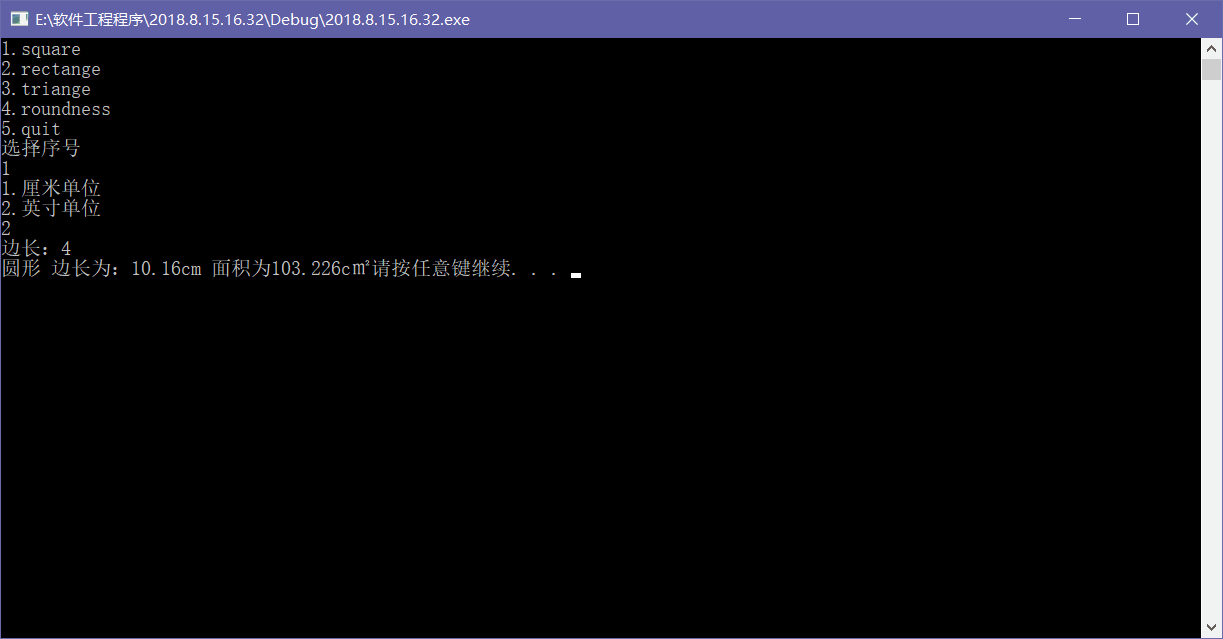 E:\软件工程程序\2018.8.15.16.32\Debug\2018.8.15.16.32.exe
1.square
2.rectange
3.triange
4.roundness
5.quit
选择序号
1
1.厘米单位
2.英寸单位
2
边长：4
圆形 边长为：10.16cm 面积为103.226c㎡请按任意键继续. . .